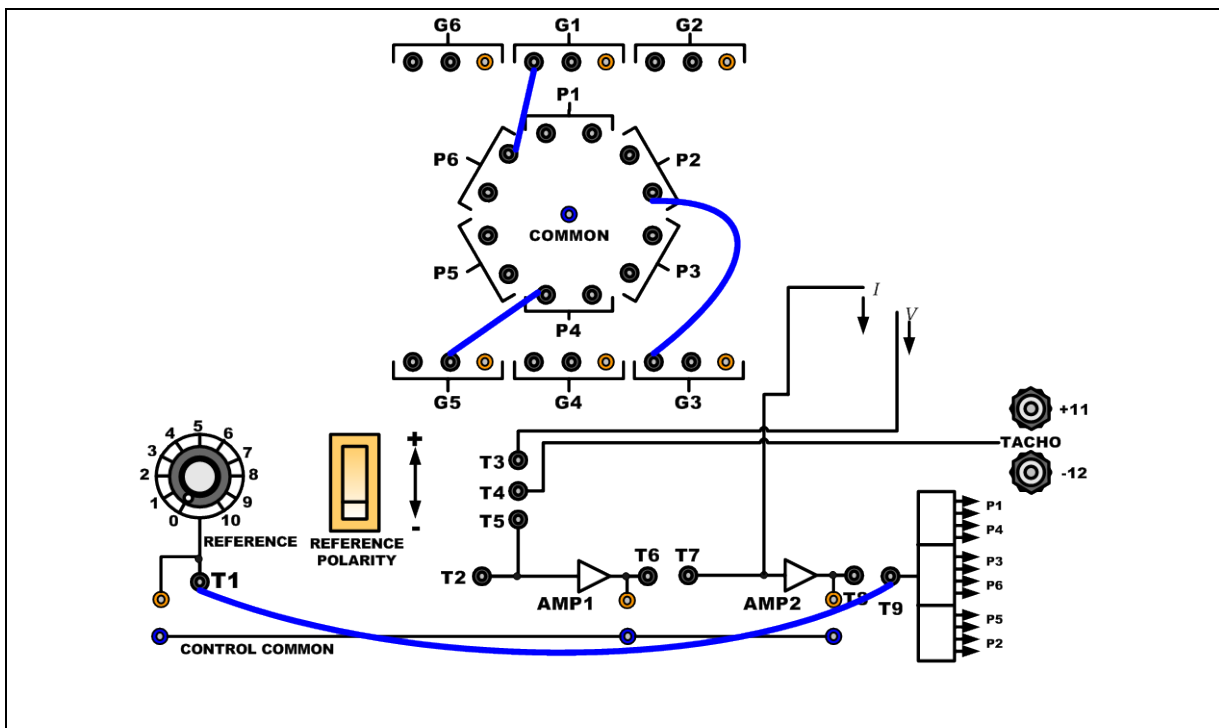 G6 G1 G2
P1
P6 P2
COMMON
P5 P3
P4
I
V
G5 G4 G3
+11
TACHO
-12
0 1 2 3 4 5 6 7 8 9 10
+
-
REFERENCE
REFERENCE
POLARITY
T3
T4
T5
T1
T2 T6 T7 T8 T9
AMP1 AMP2
P1
P4
P3
P6
P5
P2
CONTROL COMMON